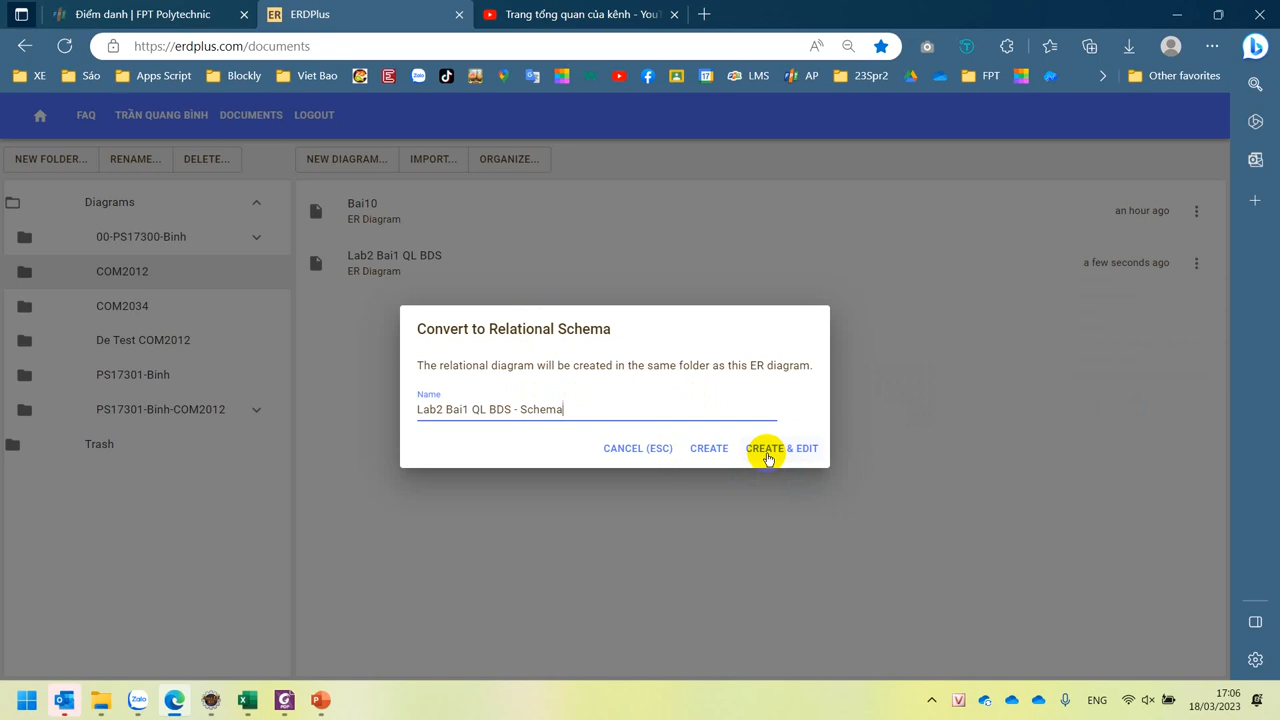 Điểm danh | FPT Polytechnic
ERDPlus
Trang tổng quan của kênh - You
https://erdplus.com/documents
XE
Sáo
Apps Script
Blockly
Viet Bao
LMS
AP
23Spr2
FPT
Other favorites
FAQ
TRẦN QUANG BÌNH
DOCUMENTS
LOGOUT
NEW FOLDER...
RENAME...
DELETE...
NEW DIAGRAM...
IMPORT...
ORGANIZE...
Diagrams
00-PS17300-Binh
COM2012
COM2034
De Test COM2012
PS17301-Binh
PS17301-Binh-COM2012
Trash
Bai10
ER Diagram
an hour ago
Lab2 Bai1 QL BDS
ER Diagram
a few seconds ago
Convert to Relational Schema
The relational diagram will be created in the same folder as this ER diagram.
Name
Lab2 Bai1 QL BDS - Schema
CANCEL (ESC)
CREATE
CREATE & EDIT
ENG
17:06
18/03/2023